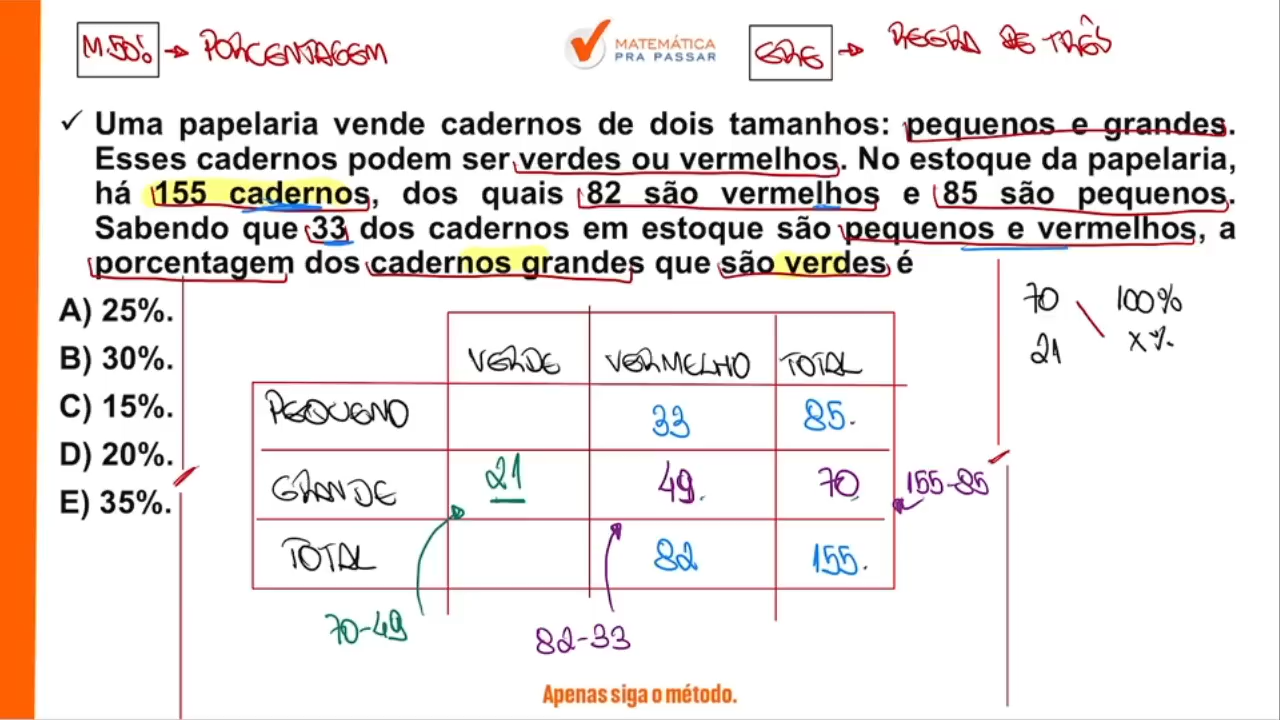 M.50% → PORCENTAGEM
MATEMÁTICA
PRA PASSAR
→ REGRA DE TRÊS
✓ Uma papelaria vende cadernos de dois tamanhos: pequenos e grandes.
Esses cadernos podem ser verdes ou vermelhos. No estoque da papelaria,
há 155 cadernos, dos quais 82 são vermelhos e 85 são pequenos.
Sabendo que 33 dos cadernos em estoque são pequenos e vermelhos, a
porcentagem dos cadernos grandes que são verdes é
A) 25%.
B) 30%.
C) 15%.
D) 20%.
E) 35%.
70 100%
21 X%
VERDE VERMELHO TOTAL
PEQUENO 33 85.
GRANDE 21 49. 70 155-85
TOTAL 82 155.
70-49
82-33
Apenas siga o método.